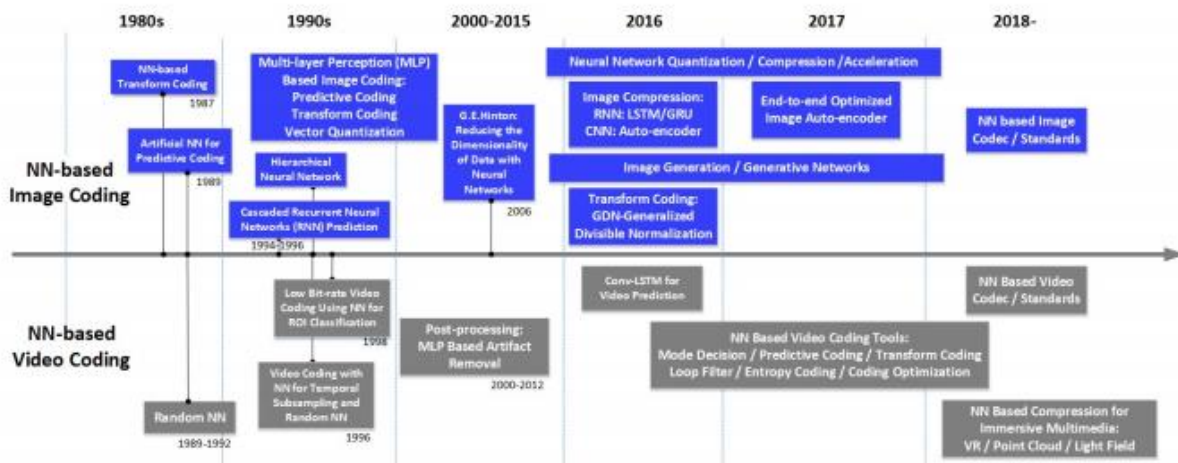 1980s
1990s
2000-2015
2016
2017
2018-
NN-based
Image Coding
NN-based
Transform Coding
1987
Artificial NN for
Predictive Coding
1989
Multi-layer Perception (MLP)
Based Image Coding:
Predictive Coding
Transform Coding
Vector Quantization
Hierarchical
Neural Network
Cascaded Recurrent Neural
Networks (RNN) Prediction
1994-1996
G.E.Hinton:
Reducing the
Dimensionality
of Data with
Neural
Networks
2006
Neural Network Quantization / Compression /Acceleration
Image Compression:
RNN: LSTM/GRU
CNN: Auto-encoder
End-to-end Optimized
Image Auto-encoder
Image Generation / Generative Networks
Transform Coding:
GDN-Generalized
Divisible Normalization
NN based Image
Codec / Standards
NN-based
Video Coding
Random NN
1989-1992
Low Bit-rate Video
Coding Using NN for
ROI Classification
1998
Video Coding with
NN for Temporal
Subsampling and
Random NN
1996
Post-processing:
MLP Based Artifact
Removal
2000-2012
Conv-LSTM for
Video Prediction
NN Based Video Coding Tools:
Mode Decision / Predictive Coding / Transform Coding
Loop Filter / Entropy Coding / Coding Optimization
NN Based Video
Codec / Standards
NN Based Compression for
Immersive Multimedia:
VR / Point Cloud / Light Field